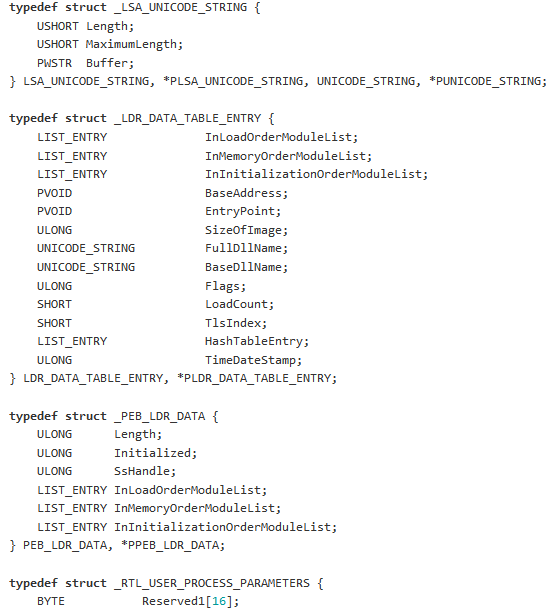 typedef struct _LSA_UNICODE_STRING {
    USHORT Length;
    USHORT MaximumLength;
    PWSTR  Buffer;
} LSA_UNICODE_STRING, *PLSA_UNICODE_STRING, UNICODE_STRING, *PUNICODE_STRING;

typedef struct _LDR_DATA_TABLE_ENTRY {
    LIST_ENTRY              InLoadOrderModuleList;
    LIST_ENTRY              InMemoryOrderModuleList;
    LIST_ENTRY              InInitializationOrderModuleList;
    PVOID                   BaseAddress;
    PVOID                   EntryPoint;
    ULONG                   SizeOfImage;
    UNICODE_STRING          FullDllName;
    UNICODE_STRING          BaseDllName;
    ULONG                   Flags;
    SHORT                   LoadCount;
    SHORT                   TlsIndex;
    LIST_ENTRY              HashTableEntry;
    ULONG                   TimeDateStamp;
} LDR_DATA_TABLE_ENTRY, *PLDR_DATA_TABLE_ENTRY;

typedef struct _PEB_LDR_DATA {
    ULONG      Length;
    ULONG      Initialized;
    ULONG      SsHandle;
    LIST_ENTRY InLoadOrderModuleList;
    LIST_ENTRY InMemoryOrderModuleList;
    LIST_ENTRY InInitializationOrderModuleList;
} PEB_LDR_DATA, *PPEB_LDR_DATA;

typedef struct _RTL_USER_PROCESS_PARAMETERS {
    BYTE           Reserved1[16];